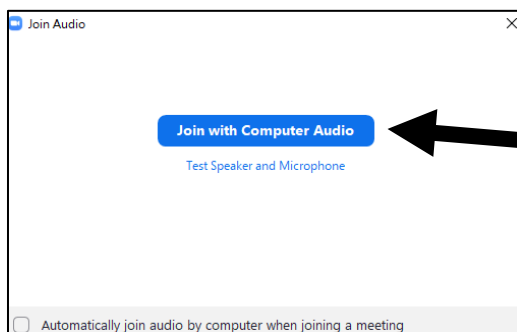 Join Audio
Join with Computer Audio
Test Speaker and Microphone
Automatically join audio by computer when joining a meeting